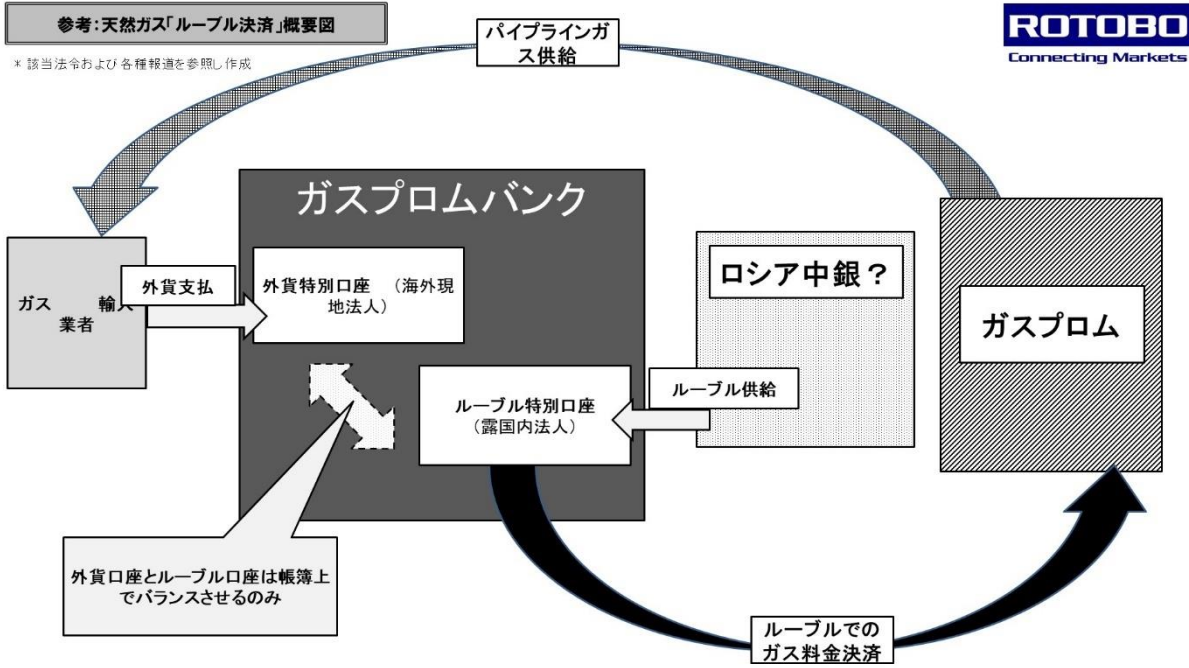 参考：天然ガ｢ルーブル決済｣概要図
＊ 該当法令および各種報道を参照し作成
パイプラインガ
ス供給
ROTOBO
Connecting Markets
ガスプロムバンク
ガス　　輸入
業者
外貨支払
外貨特別口座　（海外現
地法人）
ロシア中銀？
ガスプロム
ルーブル供給
ルーブル特別口座
（露国内法人）
外貨口座とルーブル口座は帳簿上
でバランスさせるのみ
ルーブルでの
ガス料金決済